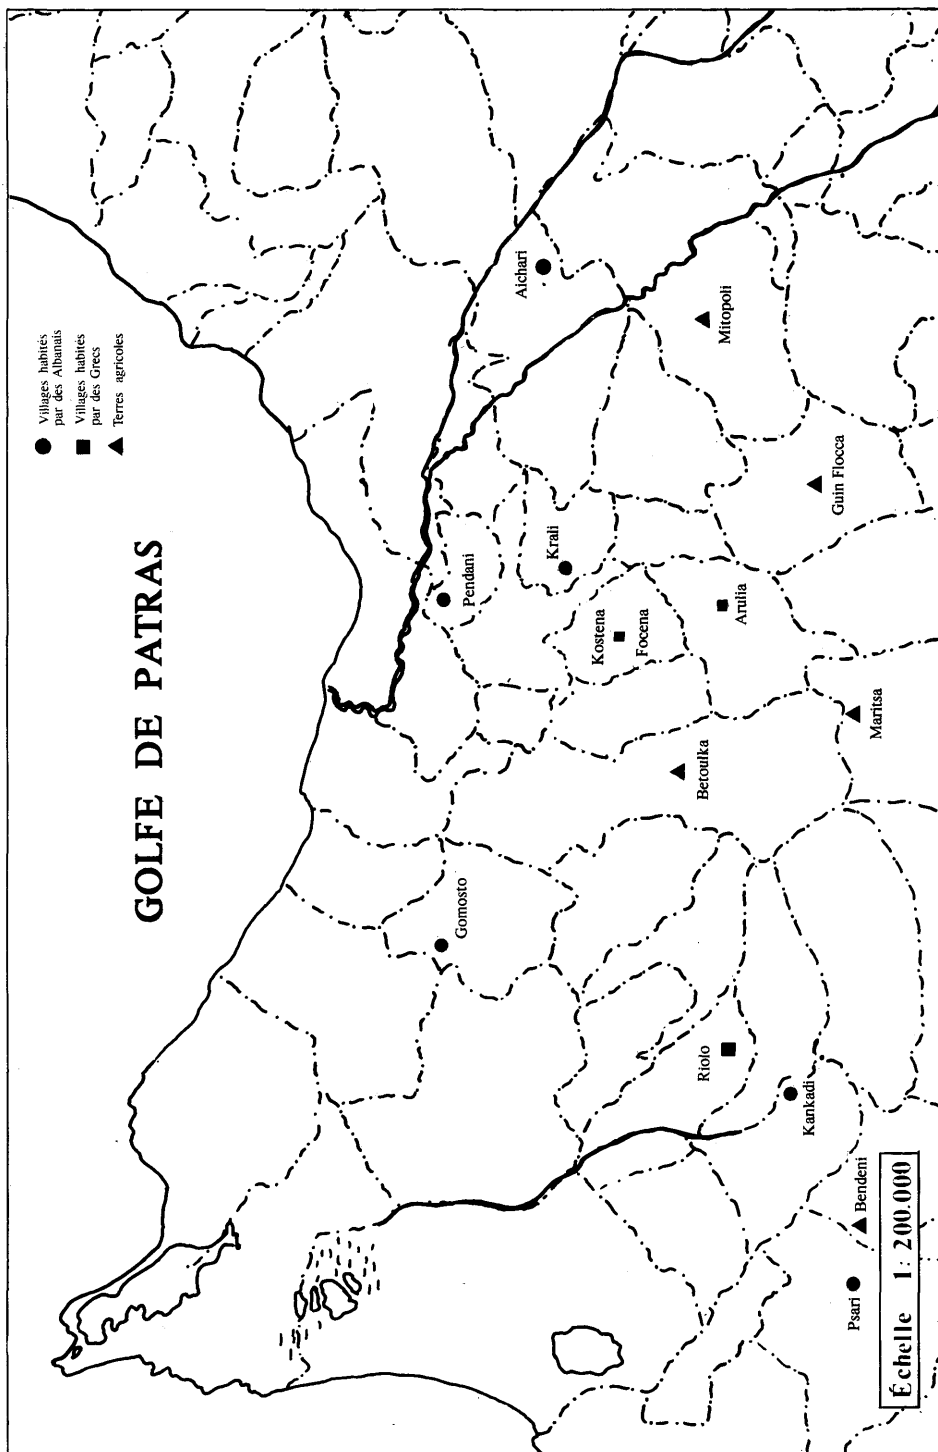 GOLFE DE PATRAS
Villages habités
par des Albanais
Villages habités
par des Grecs
Terres agricoles
Aichari
Mitopoli
Guin Flocca
Krali
Pendani
Kostena
Focena
Arulia
Maritsa
Betoulka
Gomosto
Riolo
Kankadi
Bendeni
Psari
Échelle 1: 200.000